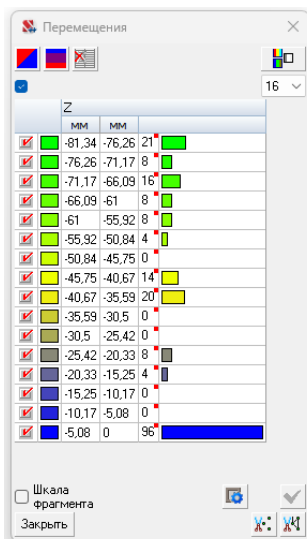 Перемещения
16
Z
мм мм
-81,34 -76,26 21
-76,26 -71,17 8
-71,17 -66,09 16
-66,09 -61 8
-61 -55,92 8
-55,92 -50,84 4
-50,84 -45,75 0
-45,75 -40,67 14
-40,67 -35,59 20
-35,59 -30,5 0
-30,5 -25,42 0
-25,42 -20,33 8
-20,33 -15,25 4
-15,25 -10,17 0
-10,17 -5,08 0
-5,08 0 96
Шкала
фрагмента
Закрыть